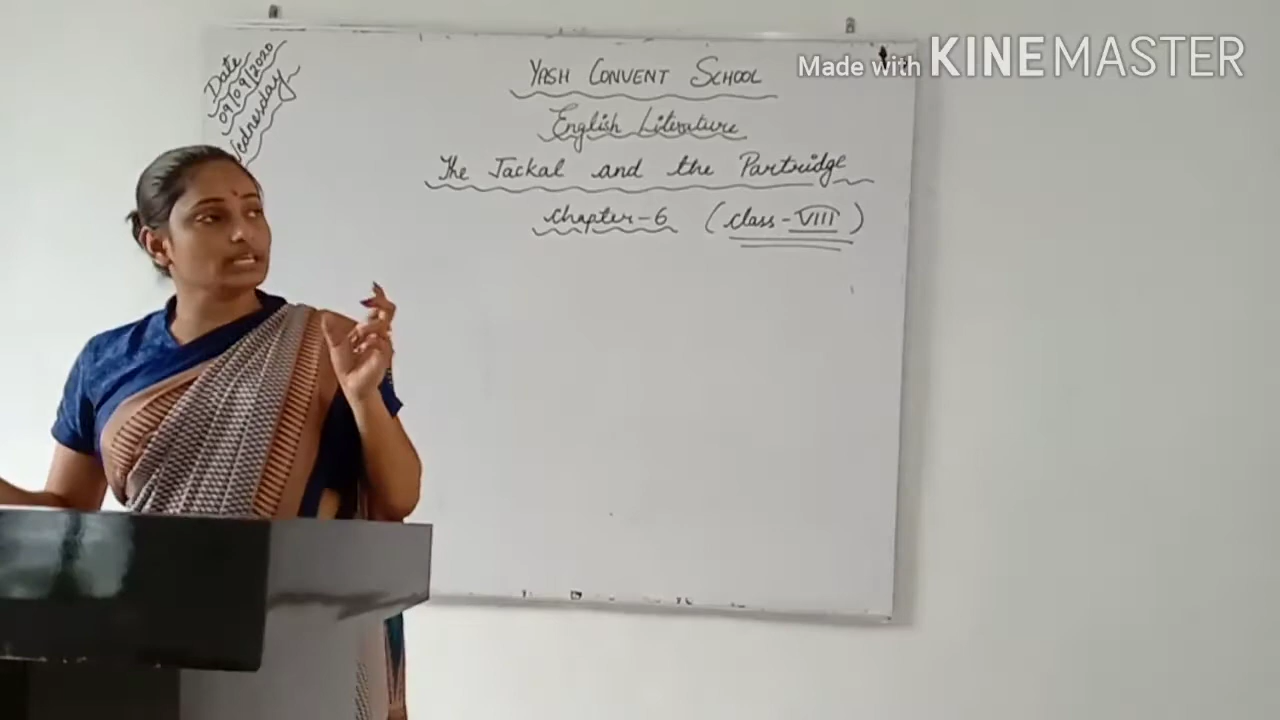 Date
09/09/2020
Wednesday
YASH CONVENT SCHOOL
English Literature
The Jackal and the Partridge
Chapter-6 (Class-VIII)
Made with KINEMASTER